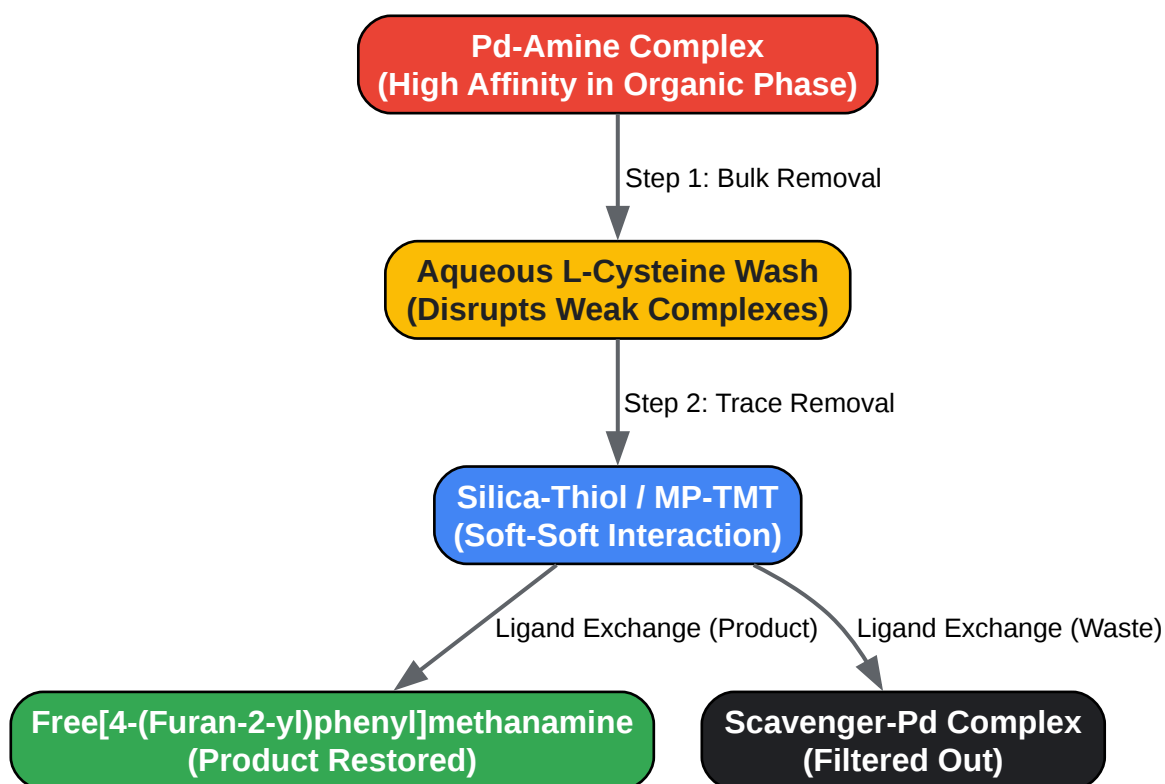 Pd-Amine Complex
(High Affinity in Organic Phase)
Step 1: Bulk Removal
Aqueous L-Cysteine Wash
(Disrupts Weak Complexes)
Step 2: Trace Removal
Silica-Thiol / MP-TMT
(Soft-Soft Interaction)
Ligand Exchange (Product)
Ligand Exchange (Waste)
Free[4-(Furan-2-yl)phenyl]methanamine
(Product Restored)
Scavenger-Pd Complex
(Filtered Out)